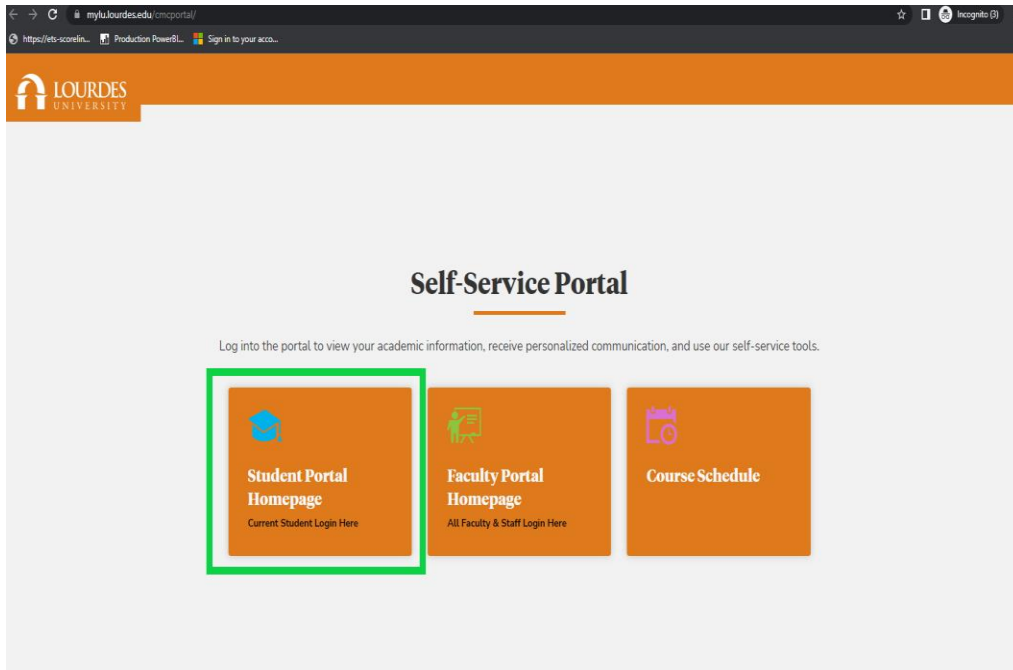 mylu.lourdes.edu/cmcportal/
Incognito (3)
https://ets-scorelin... Production PowerBI... Sign in to your acco...
LOURDES
UNIVERSITY
Self-Service Portal
Log into the portal to view your academic information, receive personalized communication, and use our self-service tools.
Student Portal
Homepage
Current Student Login Here
Faculty Portal
Homepage
All Faculty & Staff Login Here
Course Schedule